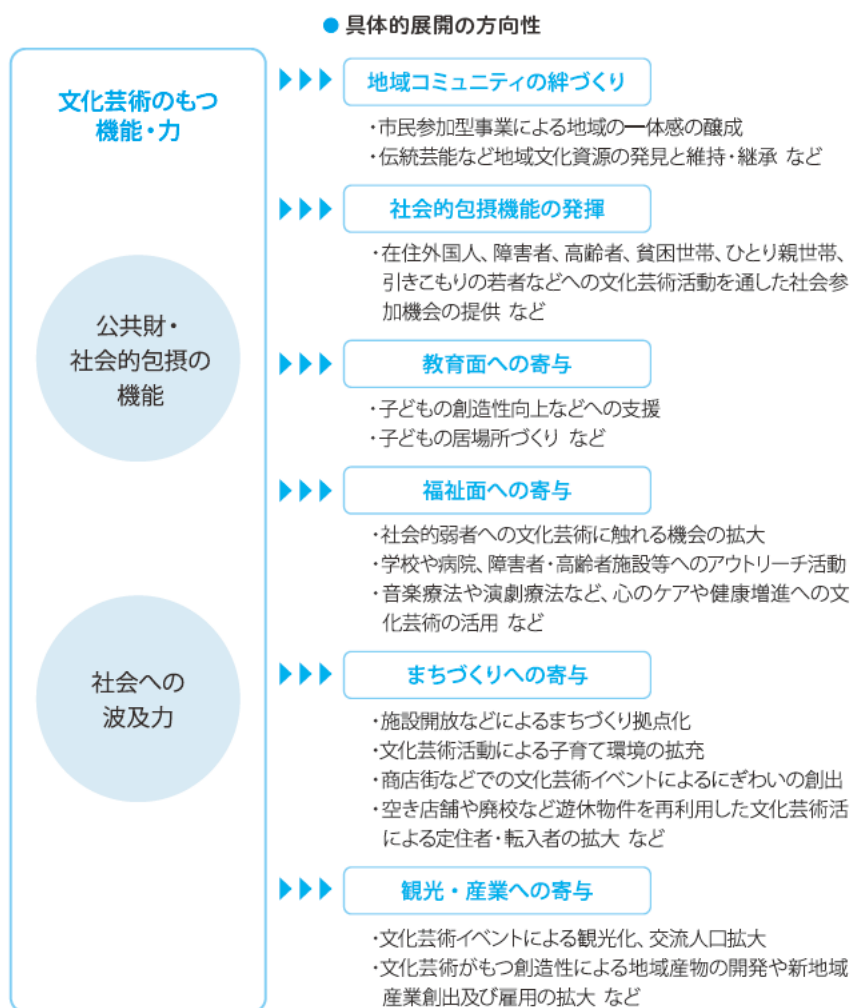 ● 具体的展開の方向性
文化芸術のもつ
機能・力
公共財・
社会的包摂の
機能
社会への
波及力
地域コミュニティの絆づくり
・市民参加型事業による地域の一体感の醸成
・伝統芸能など地域文化資源の発見と維持・継承 など
社会的包摂機能の発揮
・在住外国人、障害者、高齢者、貧困世帯、ひとり親世帯、
引きこもりの若者などへの文化芸術活動を通した社会参
加機会の提供 など
教育面への寄与
・子どもの創造性向上などへの支援
・子どもの居場所づくり など
福祉面への寄与
・社会的弱者への文化芸術に触れる機会の拡大
・学校や病院、障害者・高齢者施設等へのアウトリーチ活動
・音楽療法や演劇療法など、心のケアや健康増進への文
化芸術の活用 など
まちづくりへの寄与
・施設開放などによるまちづくり拠点化
・文化芸術活動による子育て環境の拡充
・商店街などでの文化芸術イベントによるにぎわいの創出
・空き店舗や廃校など遊休物件を再利用した文化芸術活
による定住者・転入者の拡大 など
観光・産業への寄与
・文化芸術イベントによる観光化、交流人口拡大
・文化芸術がもつ創造性による地域産物の開発や新地域
産業創出及び雇用の拡大 など